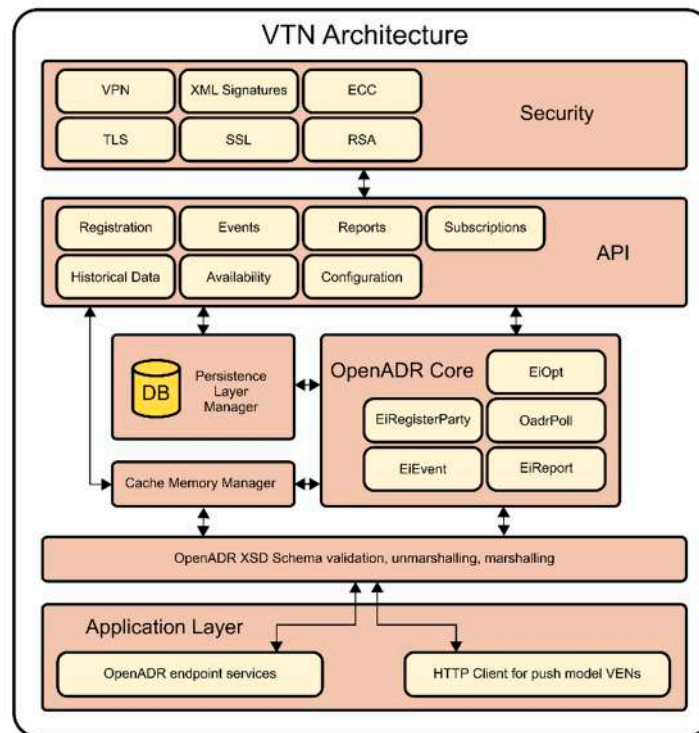 VTN Architecture
VPN
XML Signatures
ECC
Security
TLS
SSL
RSA
Registration
Events
Reports
Subscriptions
API
Historical Data
Availability
Configuration
DB
Persistence
Layer
Manager
OpenADR Core
EiOpt
EiRegisterParty
OadrPoll
EiEvent
EiReport
Cache Memory Manager
OpenADR XSD Schema validation, unmarshalling, marshalling
Application Layer
OpenADR endpoint services
HTTP Client for push model VENs